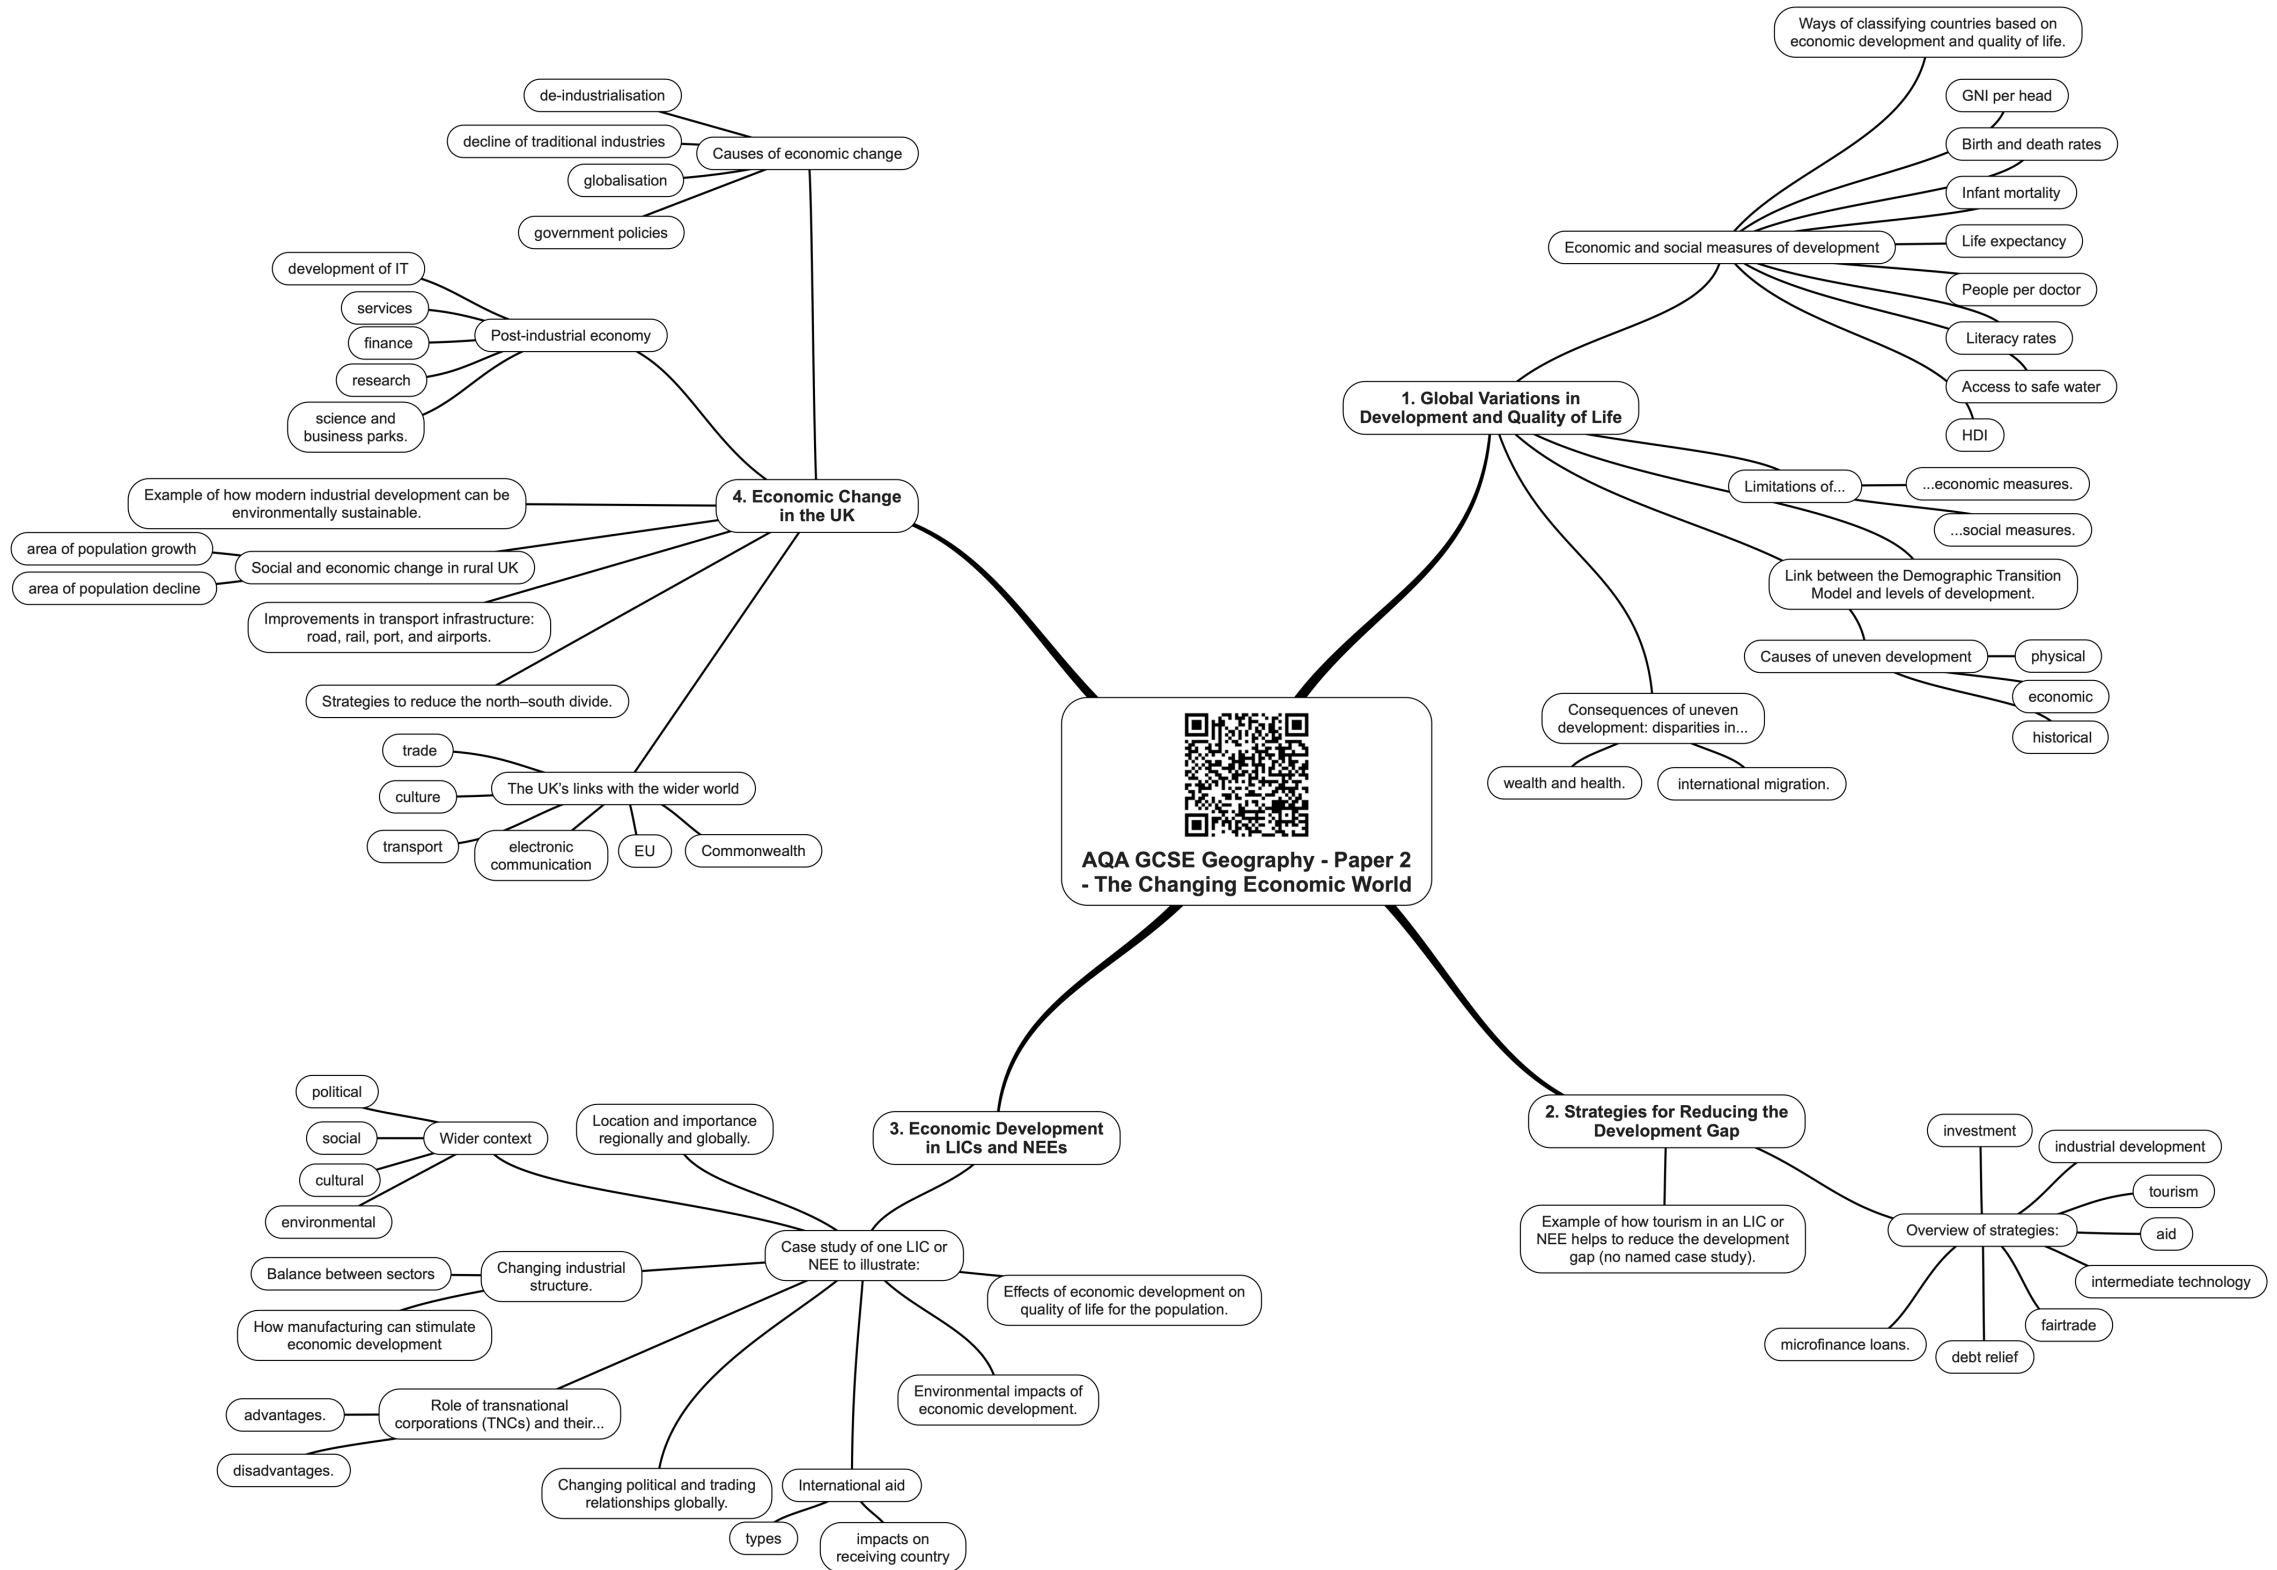 AQA GCSE Geography - Paper 2
- The Changing Economic World
1. Global Variations in
Development and Quality of Life
Economic and social measures of development
Ways of classifying countries based on
economic development and quality of life.
GNI per head
Birth and death rates
Infant mortality
Life expectancy
People per doctor
Literacy rates
Access to safe water
HDI
Limitations of...
...economic measures.
...social measures.
Link between the Demographic Transition
Model and levels of development.
Causes of uneven development
physical
economic
historical
Consequences of uneven
development: disparities in...
wealth and health.
international migration.
2. Strategies for Reducing the
Development Gap
Overview of strategies:
investment
industrial development
tourism
aid
intermediate technology
fairtrade
debt relief
microfinance loans.
Example of how tourism in an LIC or
NEE helps to reduce the development
gap (no named case study).
3. Economic Development
in LICs and NEEs
Case study of one LIC or
NEE to illustrate:
Location and importance
regionally and globally.
Wider context
political
social
cultural
environmental
Changing industrial
structure.
Balance between sectors
How manufacturing can stimulate
economic development
Role of transnational
corporations (TNCs) and their...
advantages.
disadvantages.
Changing political and trading
relationships globally.
International aid
types
impacts on
receiving country
Environmental impacts of
economic development.
Effects of economic development on
quality of life for the population.
4. Economic Change
in the UK
Causes of economic change
de-industrialisation
decline of traditional industries
globalisation
government policies
Post-industrial economy
development of IT
services
finance
research
science and
business parks.
Example of how modern industrial development can be
environmentally sustainable.
Social and economic change in rural UK
area of population growth
area of population decline
Improvements in transport infrastructure:
road, rail, port, and airports.
Strategies to reduce the north–south divide.
The UK's links with the wider world
trade
culture
transport
electronic
communication
EU
Commonwealth